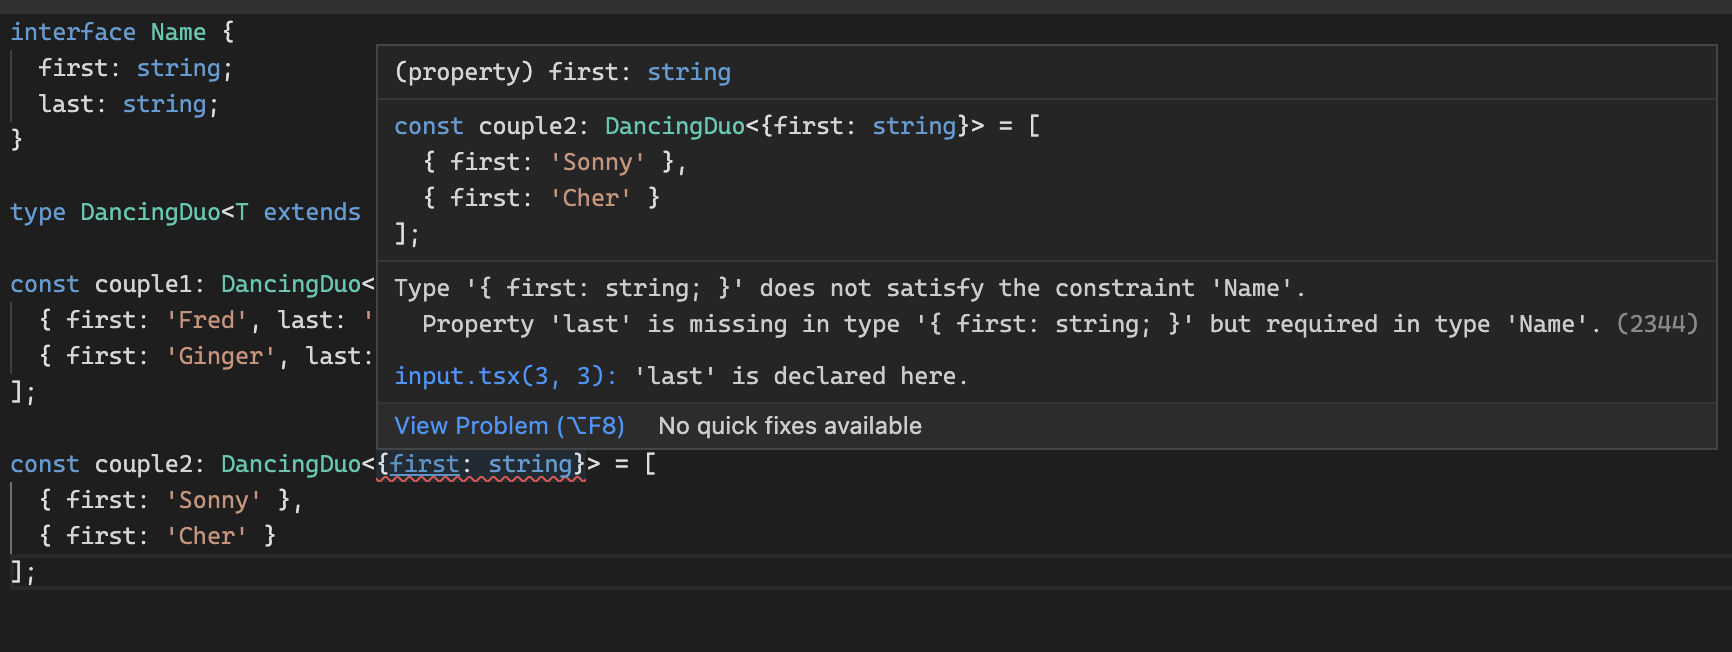 interface Name {
first: string;
last: string;
}
type DancingDuo<T extends
const couple1: DancingDuo<
{ first: 'Fred', last: '
{ first: 'Ginger', last:
];
const couple2: DancingDuo<{first: string}> = [
{ first: 'Sonny' },
{ first: 'Cher' }
];
(property) first: string
const couple2: DancingDuo<{first: string}> = [
{ first: 'Sonny' },
{ first: 'Cher' }
];
Type '{ first: string; }' does not satisfy the constraint 'Name'.
Property 'last' is missing in type '{ first: string; }' but required in type 'Name'. (2344)
input.tsx(3, 3): 'last' is declared here.
View Problem (⌥F8) No quick fixes available